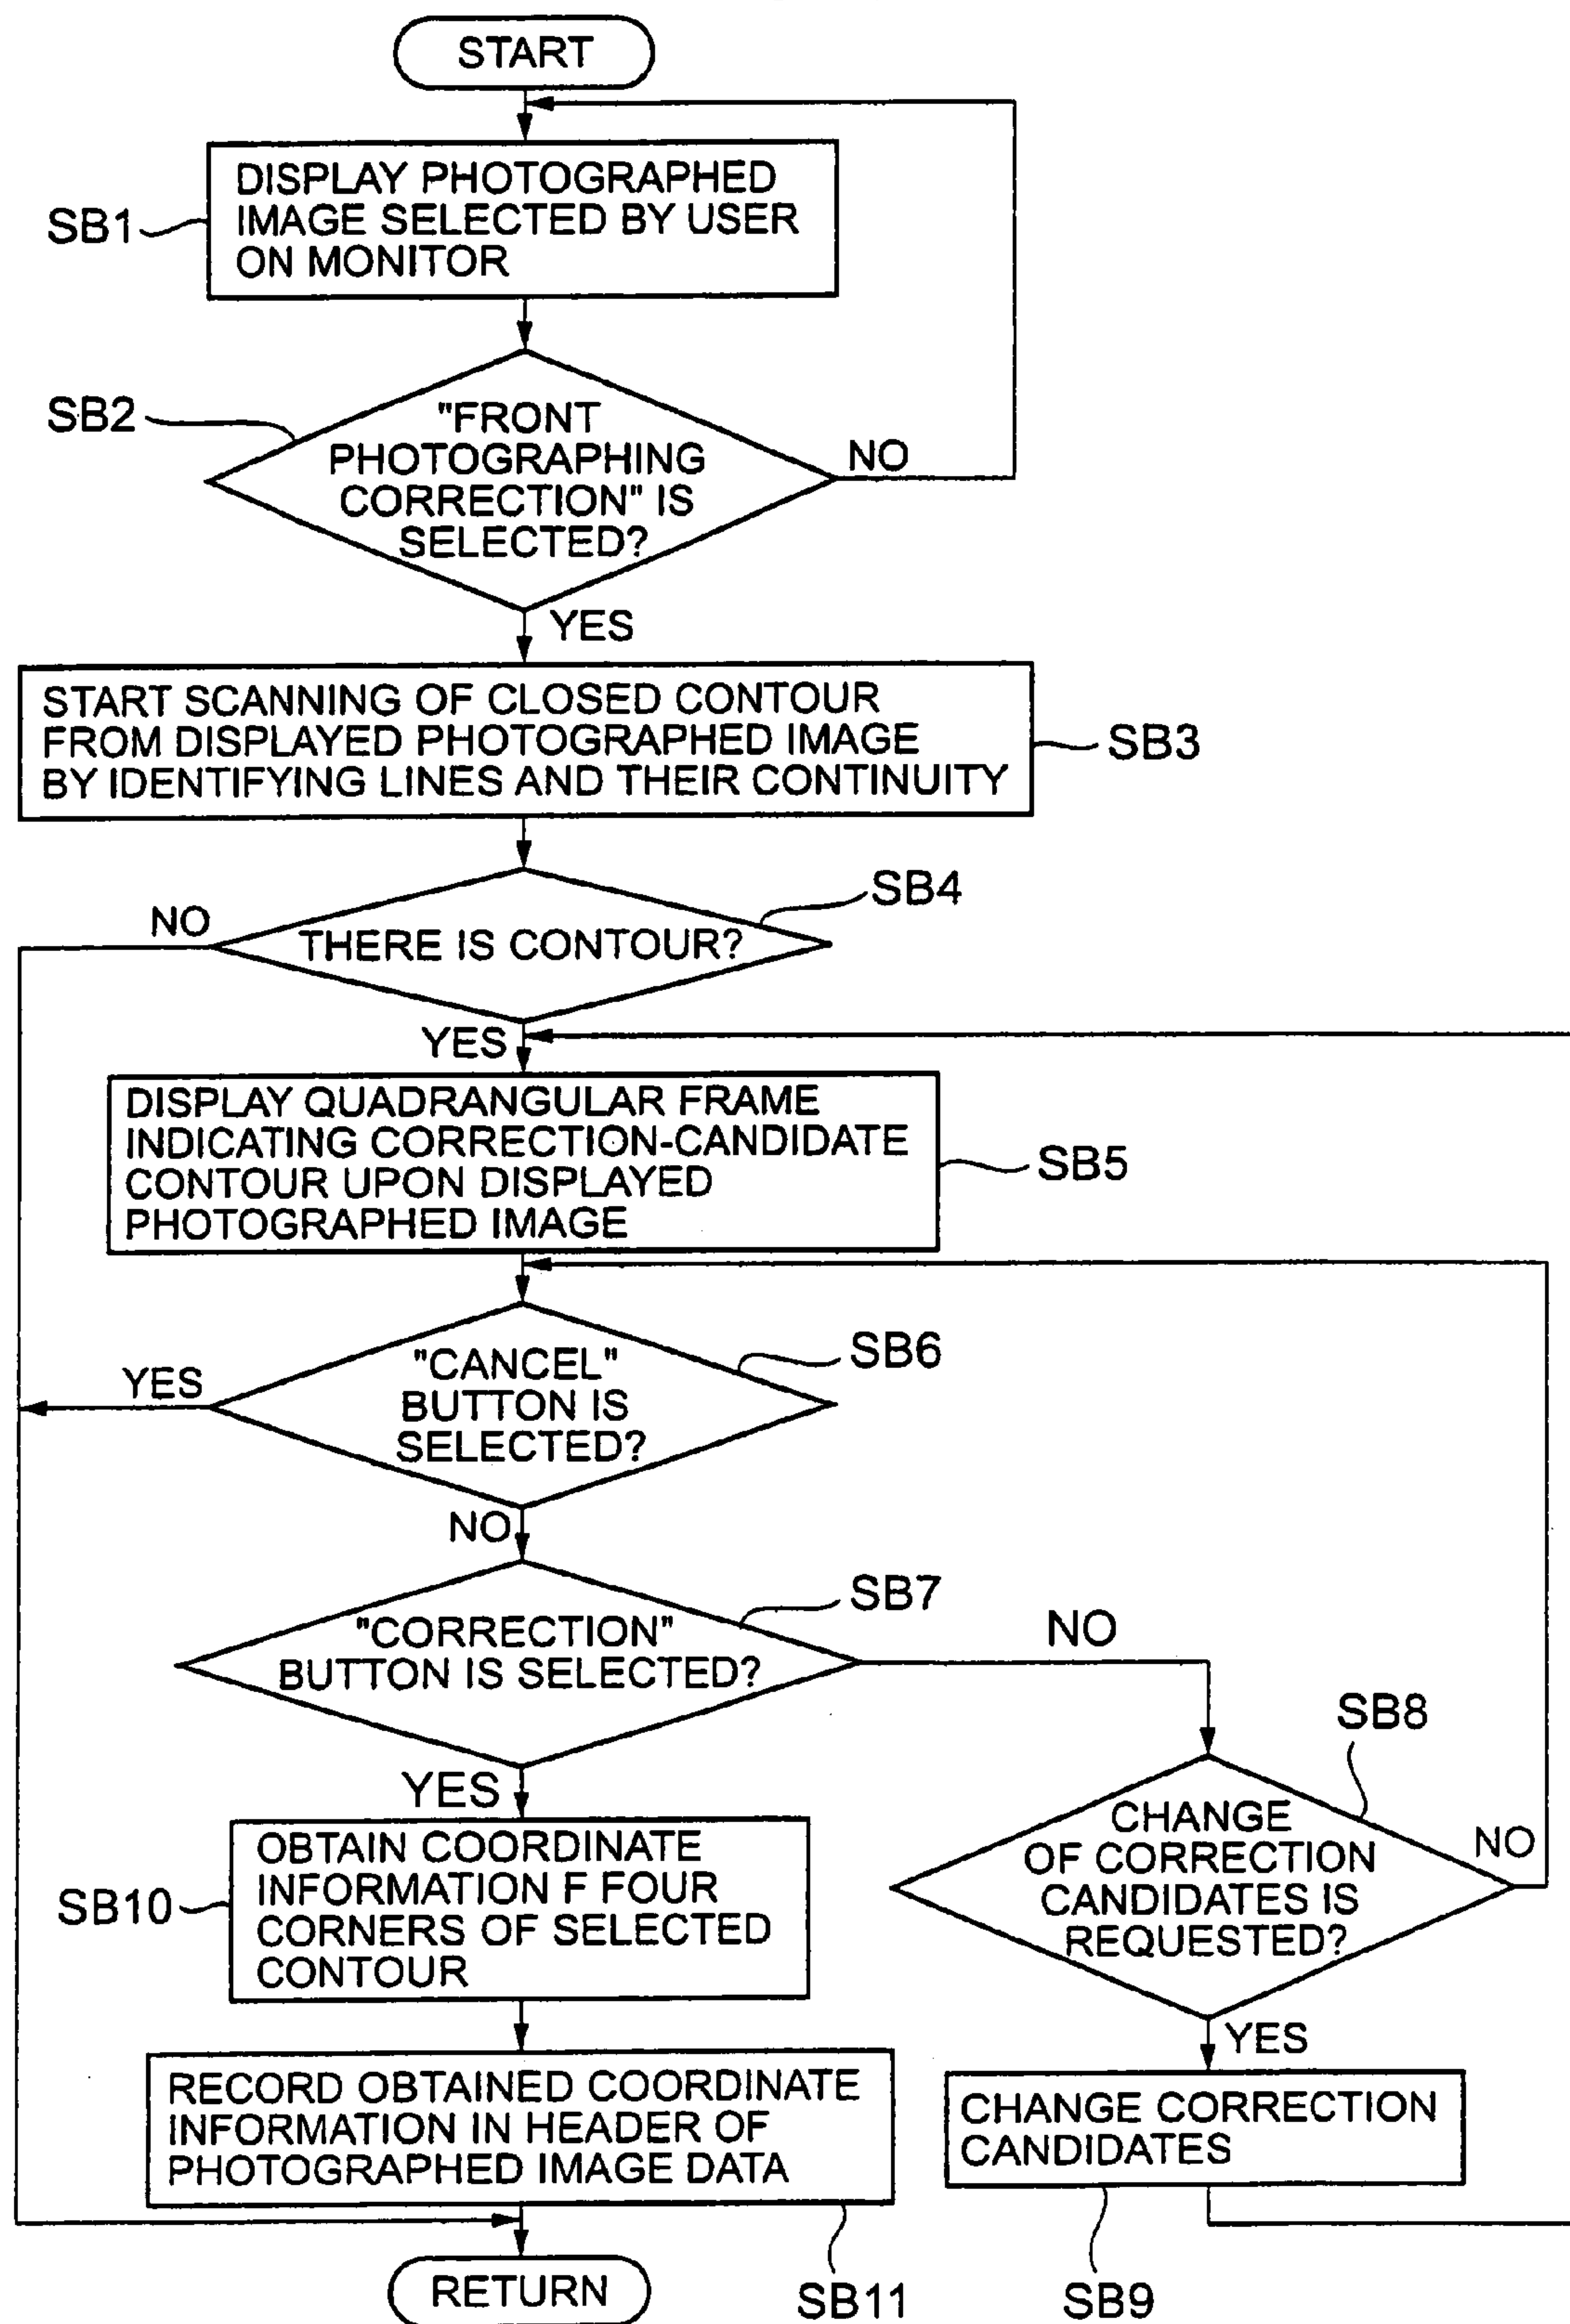 START
DISPLAY PHOTOGRAPHED
IMAGE SELECTED BY USER
ON MONITOR
SB1
SB2
"FRONT
PHOTOGRAPHING
CORRECTION" IS
SELECTED?
NO
YES
START SCANNING OF CLOSED CONTOUR
FROM DISPLAYED PHOTOGRAPHED IMAGE
BY IDENTIFYING LINES AND THEIR CONTINUITY
SB3
SB4
NO
THERE IS CONTOUR?
YES
DISPLAY QUADRANGULAR FRAME
INDICATING CORRECTION-CANDIDATE
CONTOUR UPON DISPLAYED
PHOTOGRAPHED IMAGE
SB5
SB6
YES
"CANCEL"
BUTTON IS
SELECTED?
NO
SB7
"CORRECTION"
BUTTON IS SELECTED?
NO
SB8
YES
CHANGE
OF CORRECTION
CANDIDATES IS
REQUESTED?
NO
OBTAIN COORDINATE
INFORMATION F FOUR
CORNERS OF SELECTED
CONTOUR
SB10
YES
RECORD OBTAINED COORDINATE
INFORMATION IN HEADER OF
PHOTOGRAPHED IMAGE DATA
CHANGE CORRECTION
CANDIDATES
RETURN
SB11
SB9